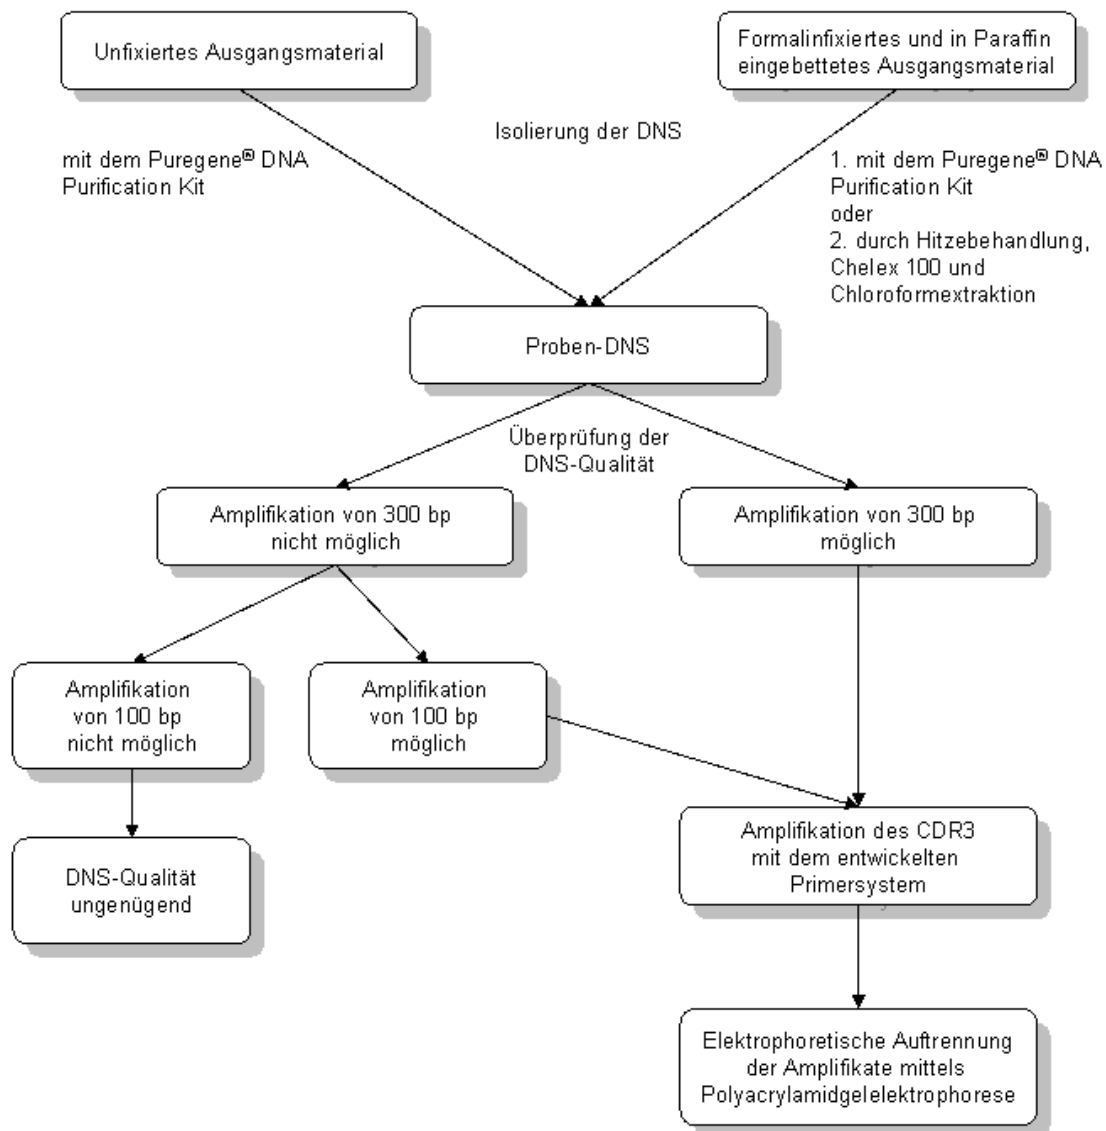 Unfixiertes Ausgangsmaterial
Formalinfixiertes und in Paraffin
eingebettetes Ausgangsmaterial
Isolierung der DNS
mit dem Puregene® DNA
Purification Kit
1. mit dem Puregene® DNA
Purification Kit
oder
2. durch Hitzebehandlung,
Chelex 100 und
Chloroformextraktion
Proben-DNS
Überprüfung der
DNS-Qualität
Amplifikation von 300 bp
nicht möglich
Amplifikation von 300 bp
möglich
Amplifikation
von 100 bp
nicht möglich
Amplifikation
von 100 bp
möglich
DNS-Qualität
ungenügend
Amplifikation des CDR3
mit dem entwickelten
Primersystem
Elektrophoretische Auftrennung
der Amplifikate mittels
Polyacrylamidgelelektrophorese